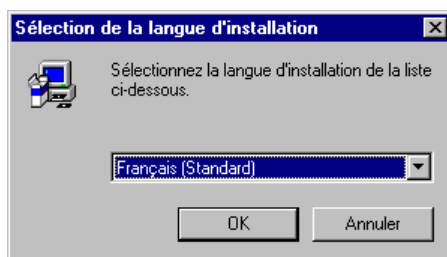 Sélection de la langue d'installation
Sélectionnez la langue d'installation de la liste
ci-dessous.
Français (Standard)
OK
Annuler